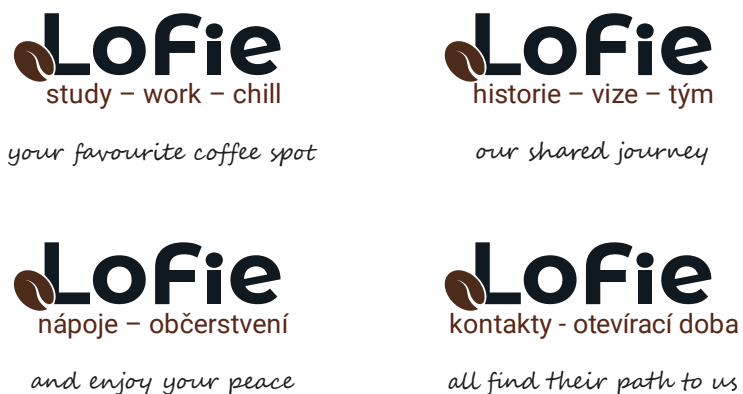 LoFie
study – work – chill
your favourite coffee spot
LoFie
historie – vize – tým
our shared journey
LoFie
nápoje – občerstvení
and enjoy your peace
LoFie
kontakty - otevírací doba
all find their path to us